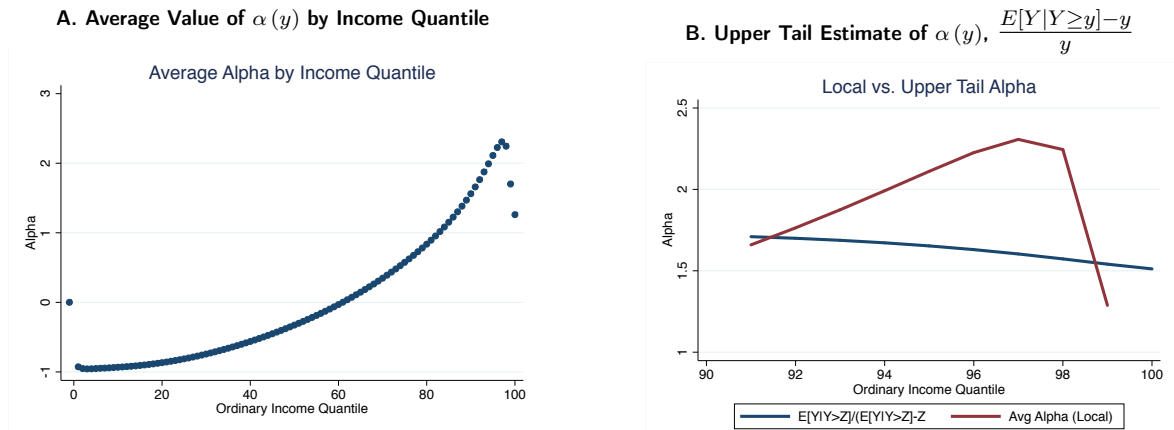 A. Average Value of α(y) by Income Quantile
Average Alpha by Income Quantile
3
2
1
0
-1
Alpha
0 20 40 60 80 100
Ordinary Income Quantile
B. Upper Tail Estimate of α(y), E[Y|Y≥y]−y / y
Local vs. Upper Tail Alpha
2.5
2
1.5
1
Alpha
90 92 94 96 98 100
Ordinary Income Quantile
E[Y|Y>Z]/(E[Y|Y>Z]-Z Avg Alpha (Local)